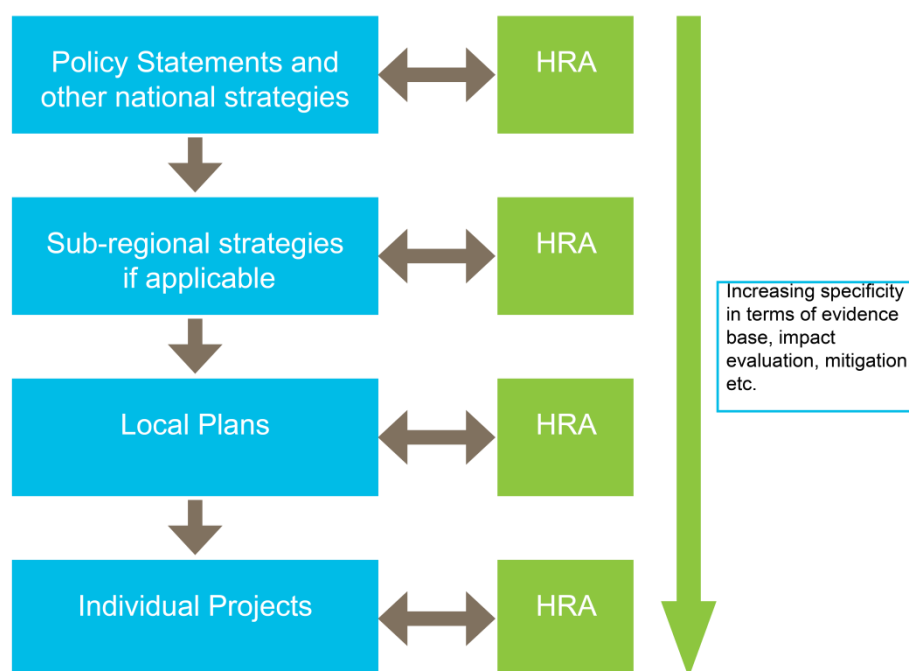 Policy Statements and
other national strategies
HRA
Sub-regional strategies
if applicable
HRA
Local Plans
HRA
Individual Projects
HRA
Increasing specificity
in terms of evidence
base, impact
evaluation, mitigation
etc.